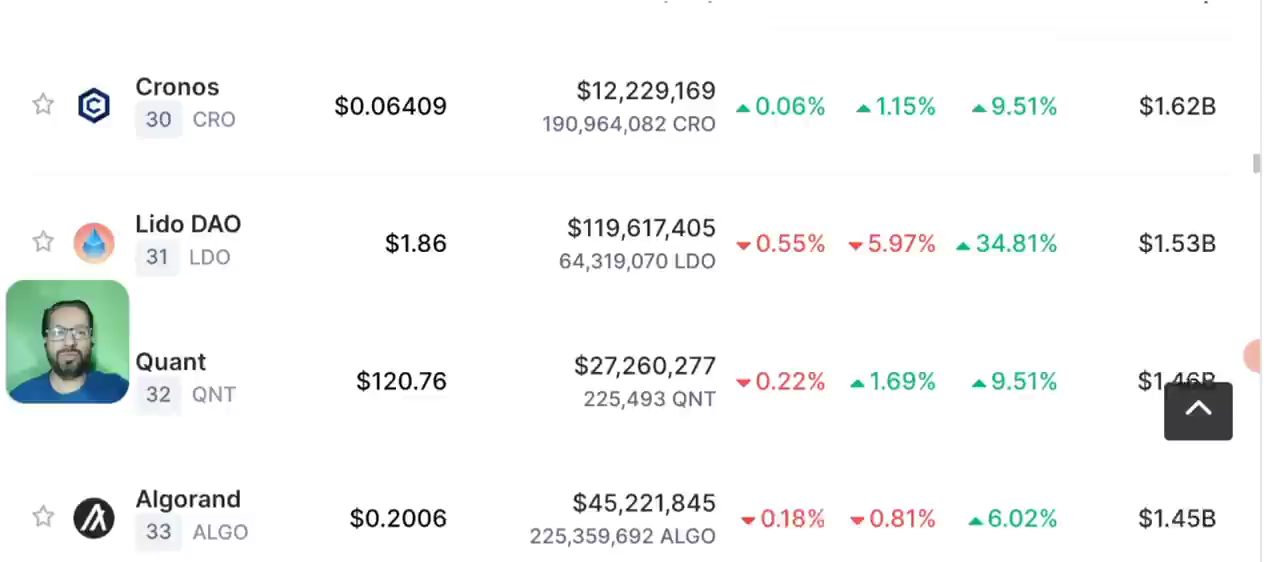 Cronos
30 CRO
$0.06409
$12,229,169
190,964,082 CRO
0.06%
1.15%
9.51%
$1.62B
Lido DAO
31 LDO
$1.86
$119,617,405
64,319,070 LDO
0.55%
5.97%
34.81%
$1.53B
Quant
32 QNT
$120.76
$27,260,277
225,493 QNT
0.22%
1.69%
9.51%
$1.46B
Algorand
33 ALGO
$0.2006
$45,221,845
225,359,692 ALGO
0.18%
0.81%
6.02%
$1.45B